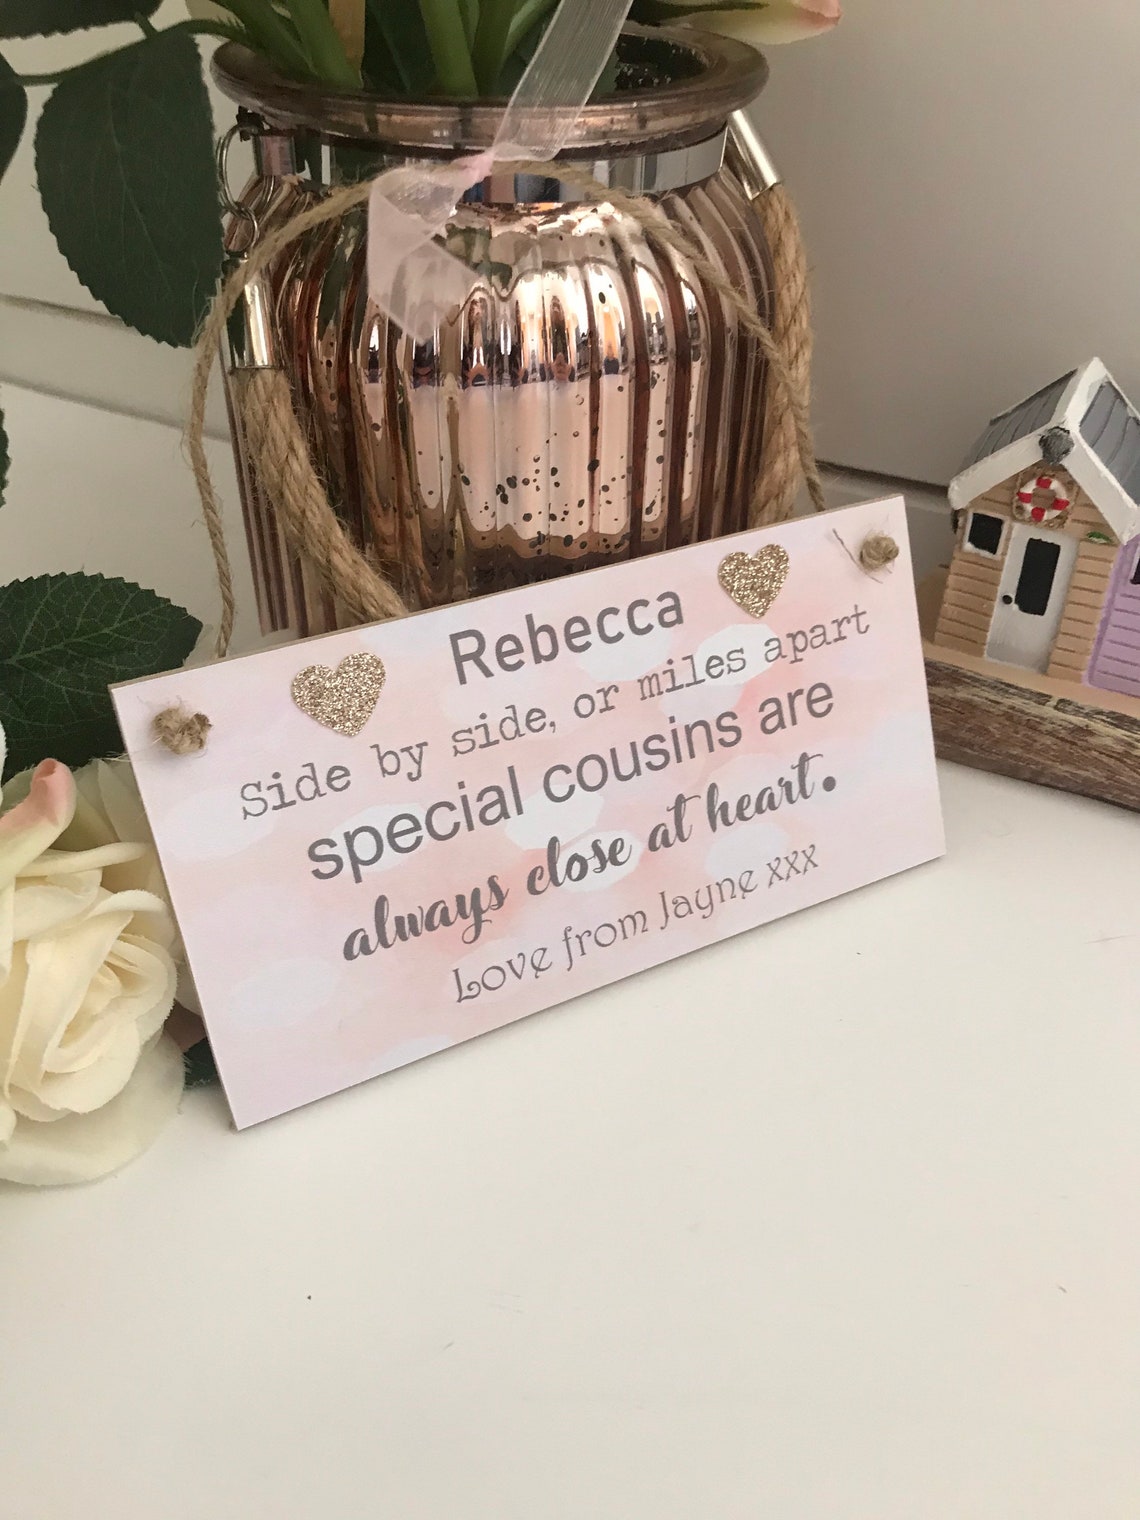 Rebecca
Side by side, or miles apart
special cousins are
always close at heart.
Love from Jayne xxx